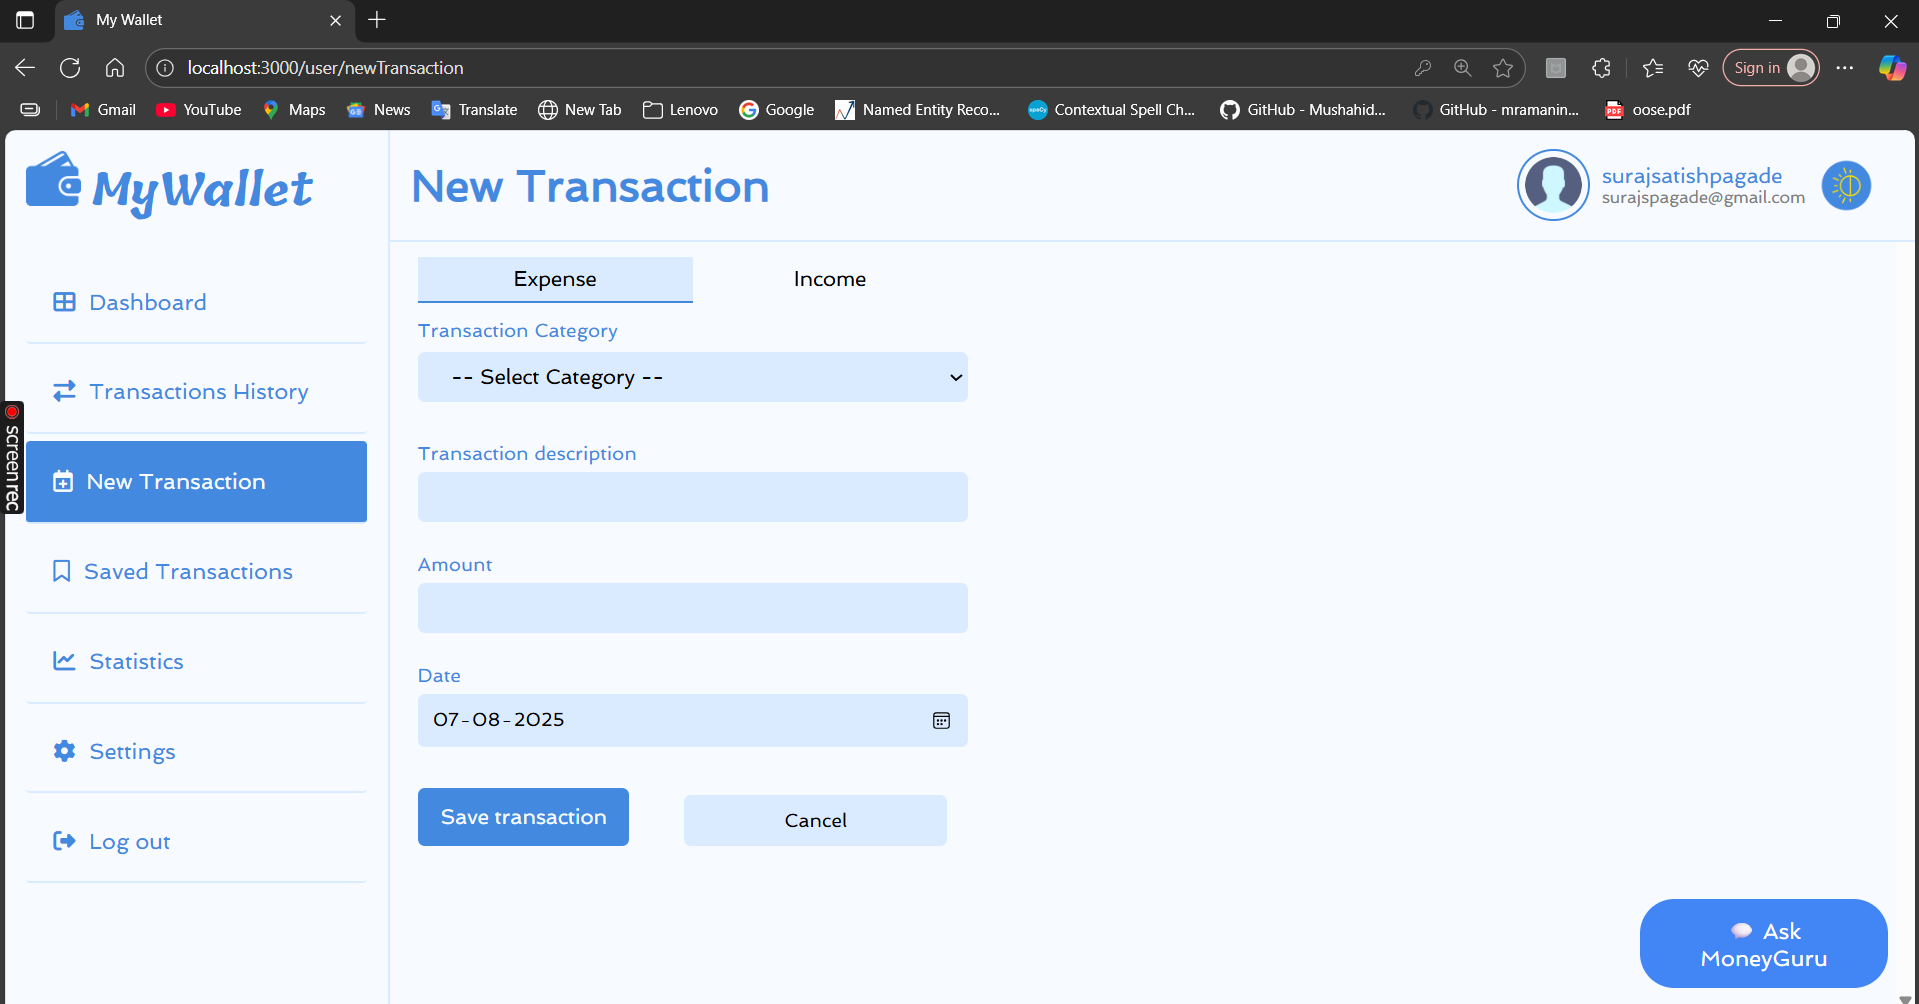 My Wallet
localhost:3000/user/newTransaction
Sign in
Gmail
YouTube
Maps
News
Translate
New Tab
Lenovo
Google
Named Entity Reco...
Contextual Spell Ch...
GitHub - Mushahid...
GitHub - mramanin...
oose.pdf
MyWallet
New Transaction
surajsatishpagade
surajspagade@gmail.com
Dashboard
Transactions History
New Transaction
Saved Transactions
Statistics
Settings
Log out
screenrec
Expense
Income
Transaction Category
-- Select Category --
Transaction description
Amount
Date
07-08-2025
Save transaction
Cancel
Ask
MoneyGuru